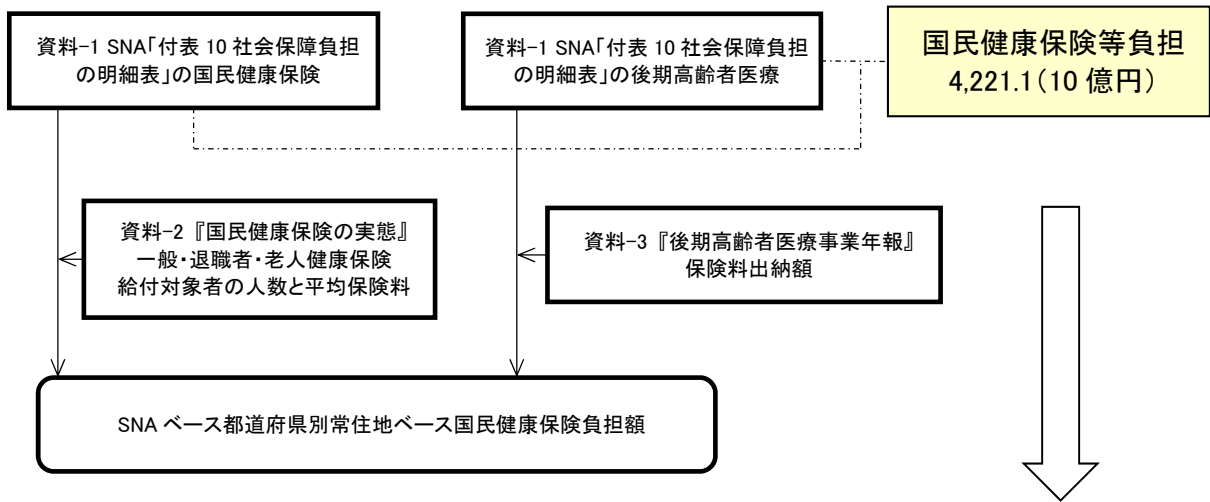 資料-1 SNA「付表 10 社会保障負担
の明細表」の国民健康保険
資料-1 SNA「付表 10 社会保障負担
の明細表」の後期高齢者医療
国民健康保険等負担
4,221.1（10 億円）
資料-2 『国民健康保険の実態』
一般・退職者・老人健康保険
給付対象者の人数と平均保険料
資料-3 『後期高齢者医療事業年報』
保険料出納額
SNA ベース都道府県別常住地ベース国民健康保険負担額